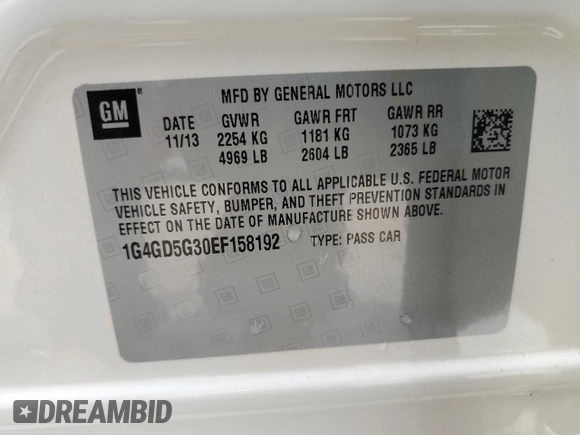 GM
MFD BY GENERAL MOTORS LLC
DATE GVWR GAWR FRT GAWR RR
11/13 2254 KG 1181 KG 1073 KG
4969 LB 2604 LB 2365 LB
THIS VEHICLE CONFORMS TO ALL APPLICABLE U.S. FEDERAL MOTOR
VEHICLE SAFETY, BUMPER, AND THEFT PREVENTION STANDARDS IN
EFFECT ON THE DATE OF MANUFACTURE SHOWN ABOVE.
1G4GD5G30EF158192 TYPE: PASS CAR
DREAMBID